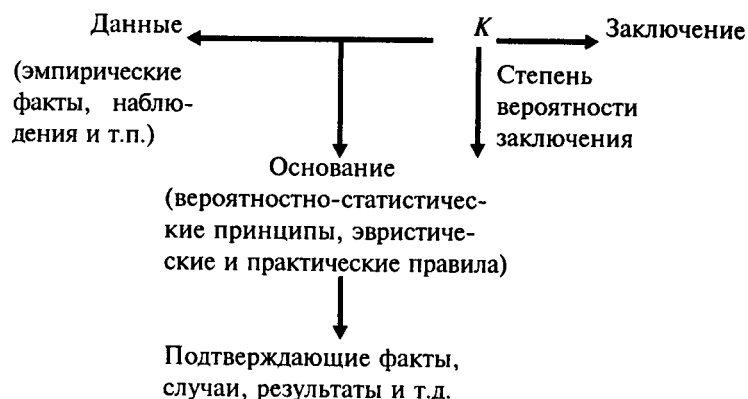 Данные
K
Заключение
(эмпирические
факты, наблю-
дения и т.п.)
Степень
вероятности
заключения
Основание
(вероятностно-статистичес-
кие принципы, эвристиче-
ские и практические правила)
Подтверждающие факты,
случаи, результаты и т.д.